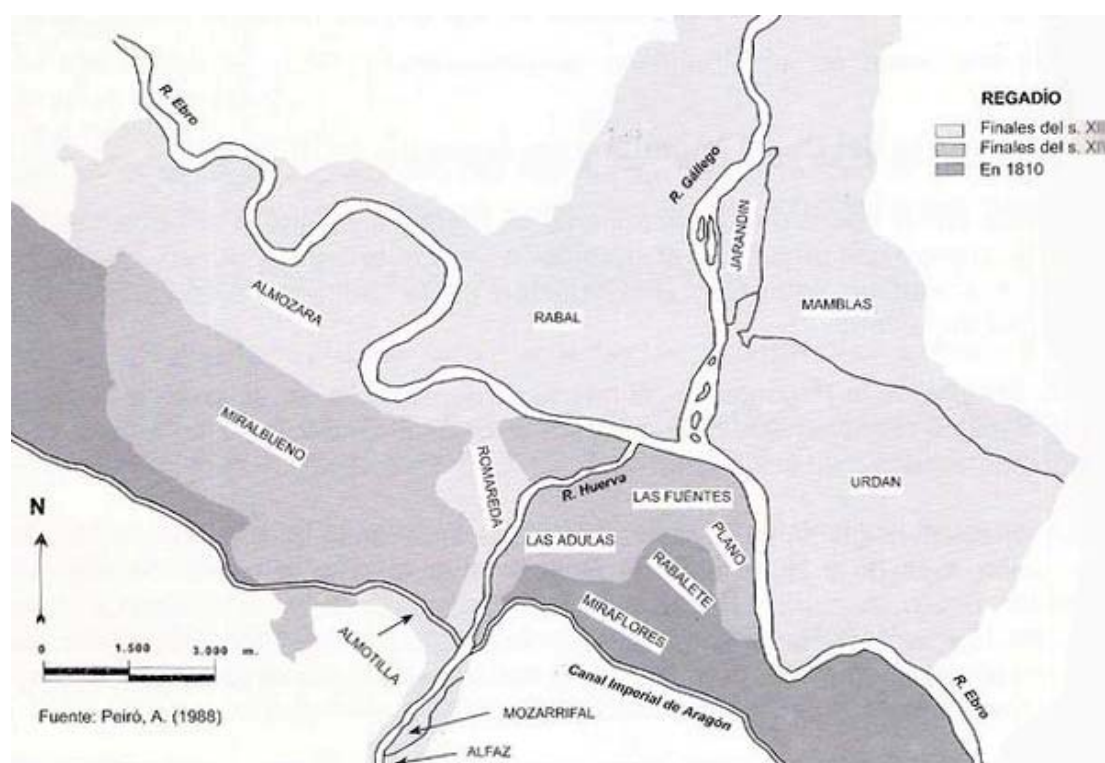 R. Ebro
REGADÍO
Finales del s. XII
Finales del s. XII
En 1810
R. Gállego
JARANDIN
ALMOZARA
RABAL
MAMBLAS
MIRALBUENO
ROMAREDA
R. Huerva
LAS FUENTES
URDAN
N
LAS ADULAS
PLANO
RABALETE
MIRAFLORES
ALMOTILLA
1.500 3.000 m.
Canal Imperial de Aragón
R. Ebro
Fuente: Peiró, A. (1988)
MOZARRIFAL
ALFAZ